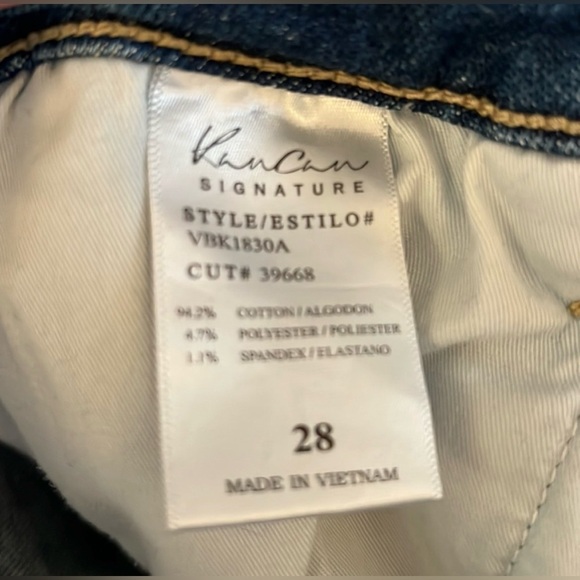 KanCan
SIGNATURE
STYLE/ESTILO#
VBK1830A
CUT# 39668
94.2% COTTON / ALGODON
4.7% POLYESTER / POLIESTER
1.1% SPANDEX / ELASTANO
28
MADE IN VIETNAM